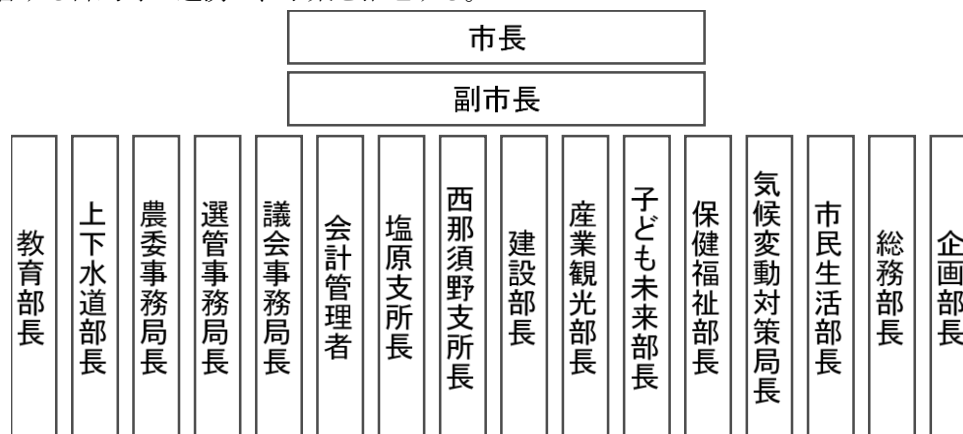 市長
副市長
企画部長
総務部長
市民生活部長
気候変動対策局長
保健福祉部長
子ども未来部長
産業観光部長
建設部長
西那須野支所長
塩原支所長
会計管理者
議会事務局長
選管事務局長
農委事務局長
上下水道部長
教育部長